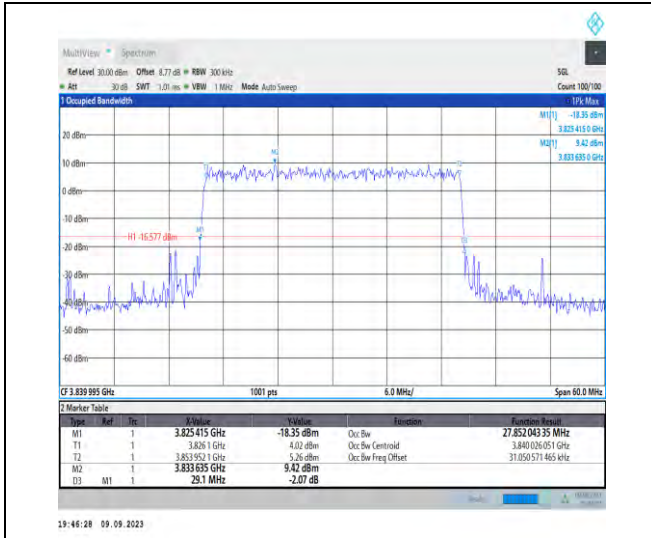 MultiView Spectrum
Ref Level 30.00 dBm Offset 8.77 dB RBW 300 kHz SGL
Att 30 dB SWT 1.01 ms VBW 1 MHz Mode Auto Sweep Count 100/100
1 Occupied Bandwidth 1Pk Max
M1[1] -18.35 dBm
3.825 415 0 GHz
M2[1] 9.42 dBm
3.833 635 0 GHz
20 dBm
M2
10 dBm
T1 T2
0 dBm
-10 dBm
M1
H1 -16.577 dBm
-20 dBm
D3
-30 dBm
-40 dBm
-50 dBm
-60 dBm
CF 3.839 995 GHz 1001 pts 6.0 MHz/ Span 60.0 MHz
2 Marker Table
Type Ref Trc X-Value Y-Value Function Function Result
M1 1 3.825 415 GHz -18.35 dBm Occ Bw 27.852 043 35 MHz
T1 1 3.826 1 GHz 4.02 dBm Occ Bw Centroid 3.840 026 051 GHz
T2 1 3.853 952 1 GHz 5.26 dBm Occ Bw Freq Offset 31.050 571 465 kHz
M2 1 3.833 635 GHz 9.42 dBm
D3 M1 1 29.1 MHz -2.07 dB
19:46:28 09.09.2023